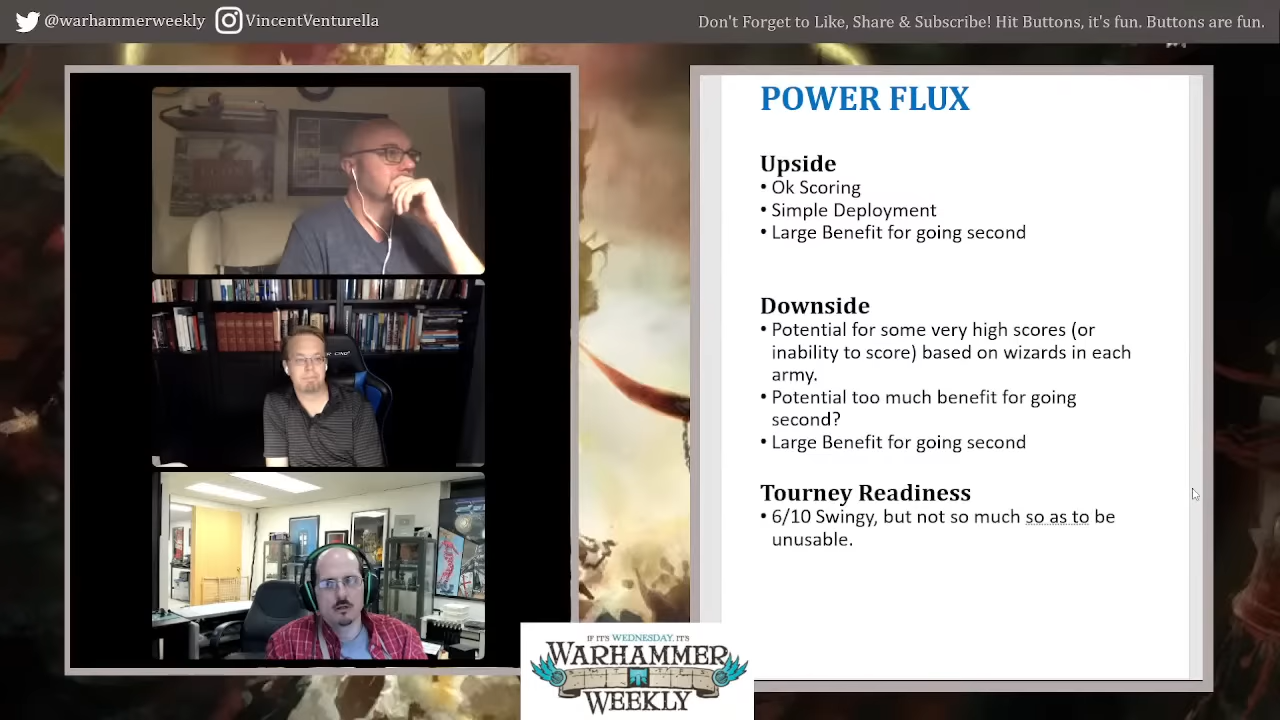 @warhammerweekly VincentVenturella
Don't Forget to Like, Share & Subscribe! Hit Buttons, it's fun. Buttons are fun.
POWER FLUX
Upside
• Ok Scoring
• Simple Deployment
• Large Benefit for going second
Downside
• Potential for some very high scores (or
inability to score) based on wizards in each
army.
• Potential too much benefit for going
second?
• Large Benefit for going second
Tourney Readiness
• 6/10 Swingy, but not so much so as to be
unusable.
IF IT'S WEDNESDAY, IT'S
WARHAMMER
WEEKLY